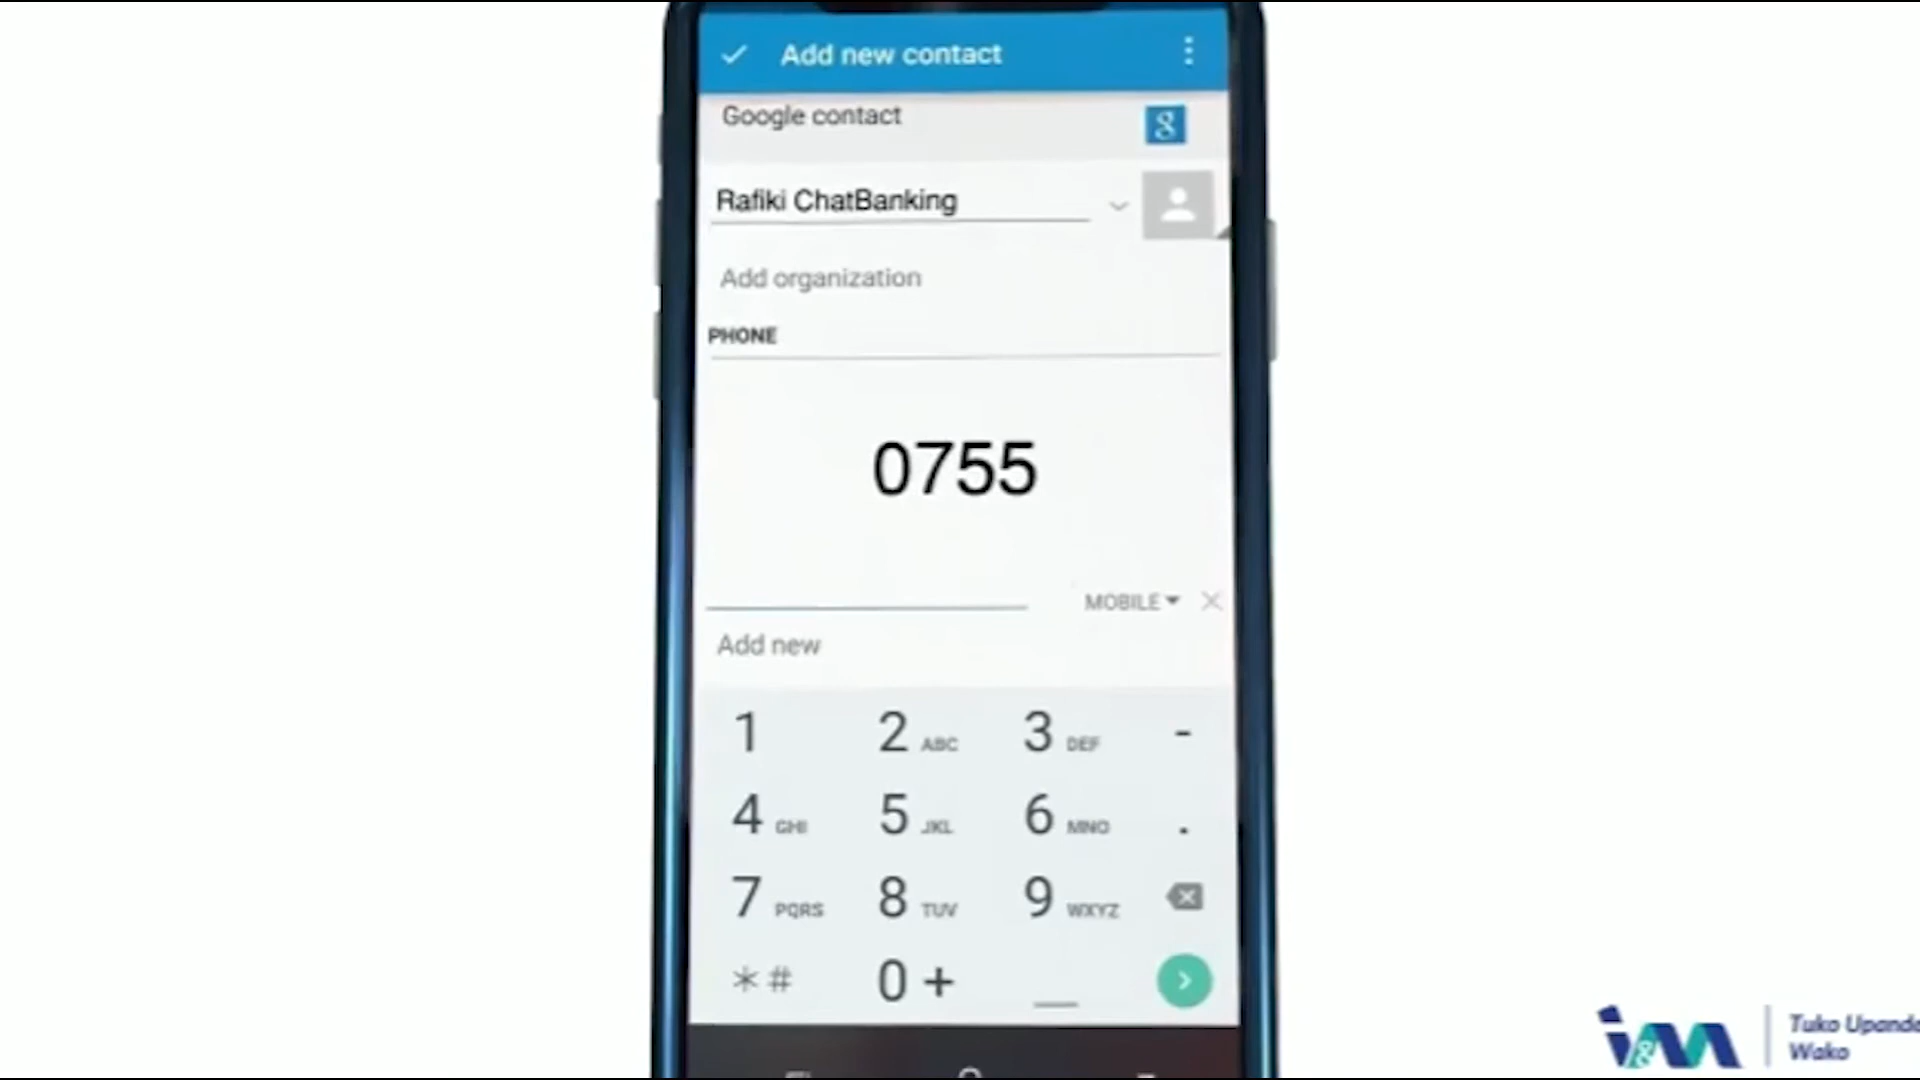 Add new contact
Google contact
8
Rafiki ChatBanking
Add organization
PHONE
0755
MOBILE
Add new
1 2 ABC 3 DEF -
4 GHI 5 JKL 6 MNO .
7 PQRS 8 TUV 9 WXYZ
* # 0 + _
I&M
Tuko Upande
Wako